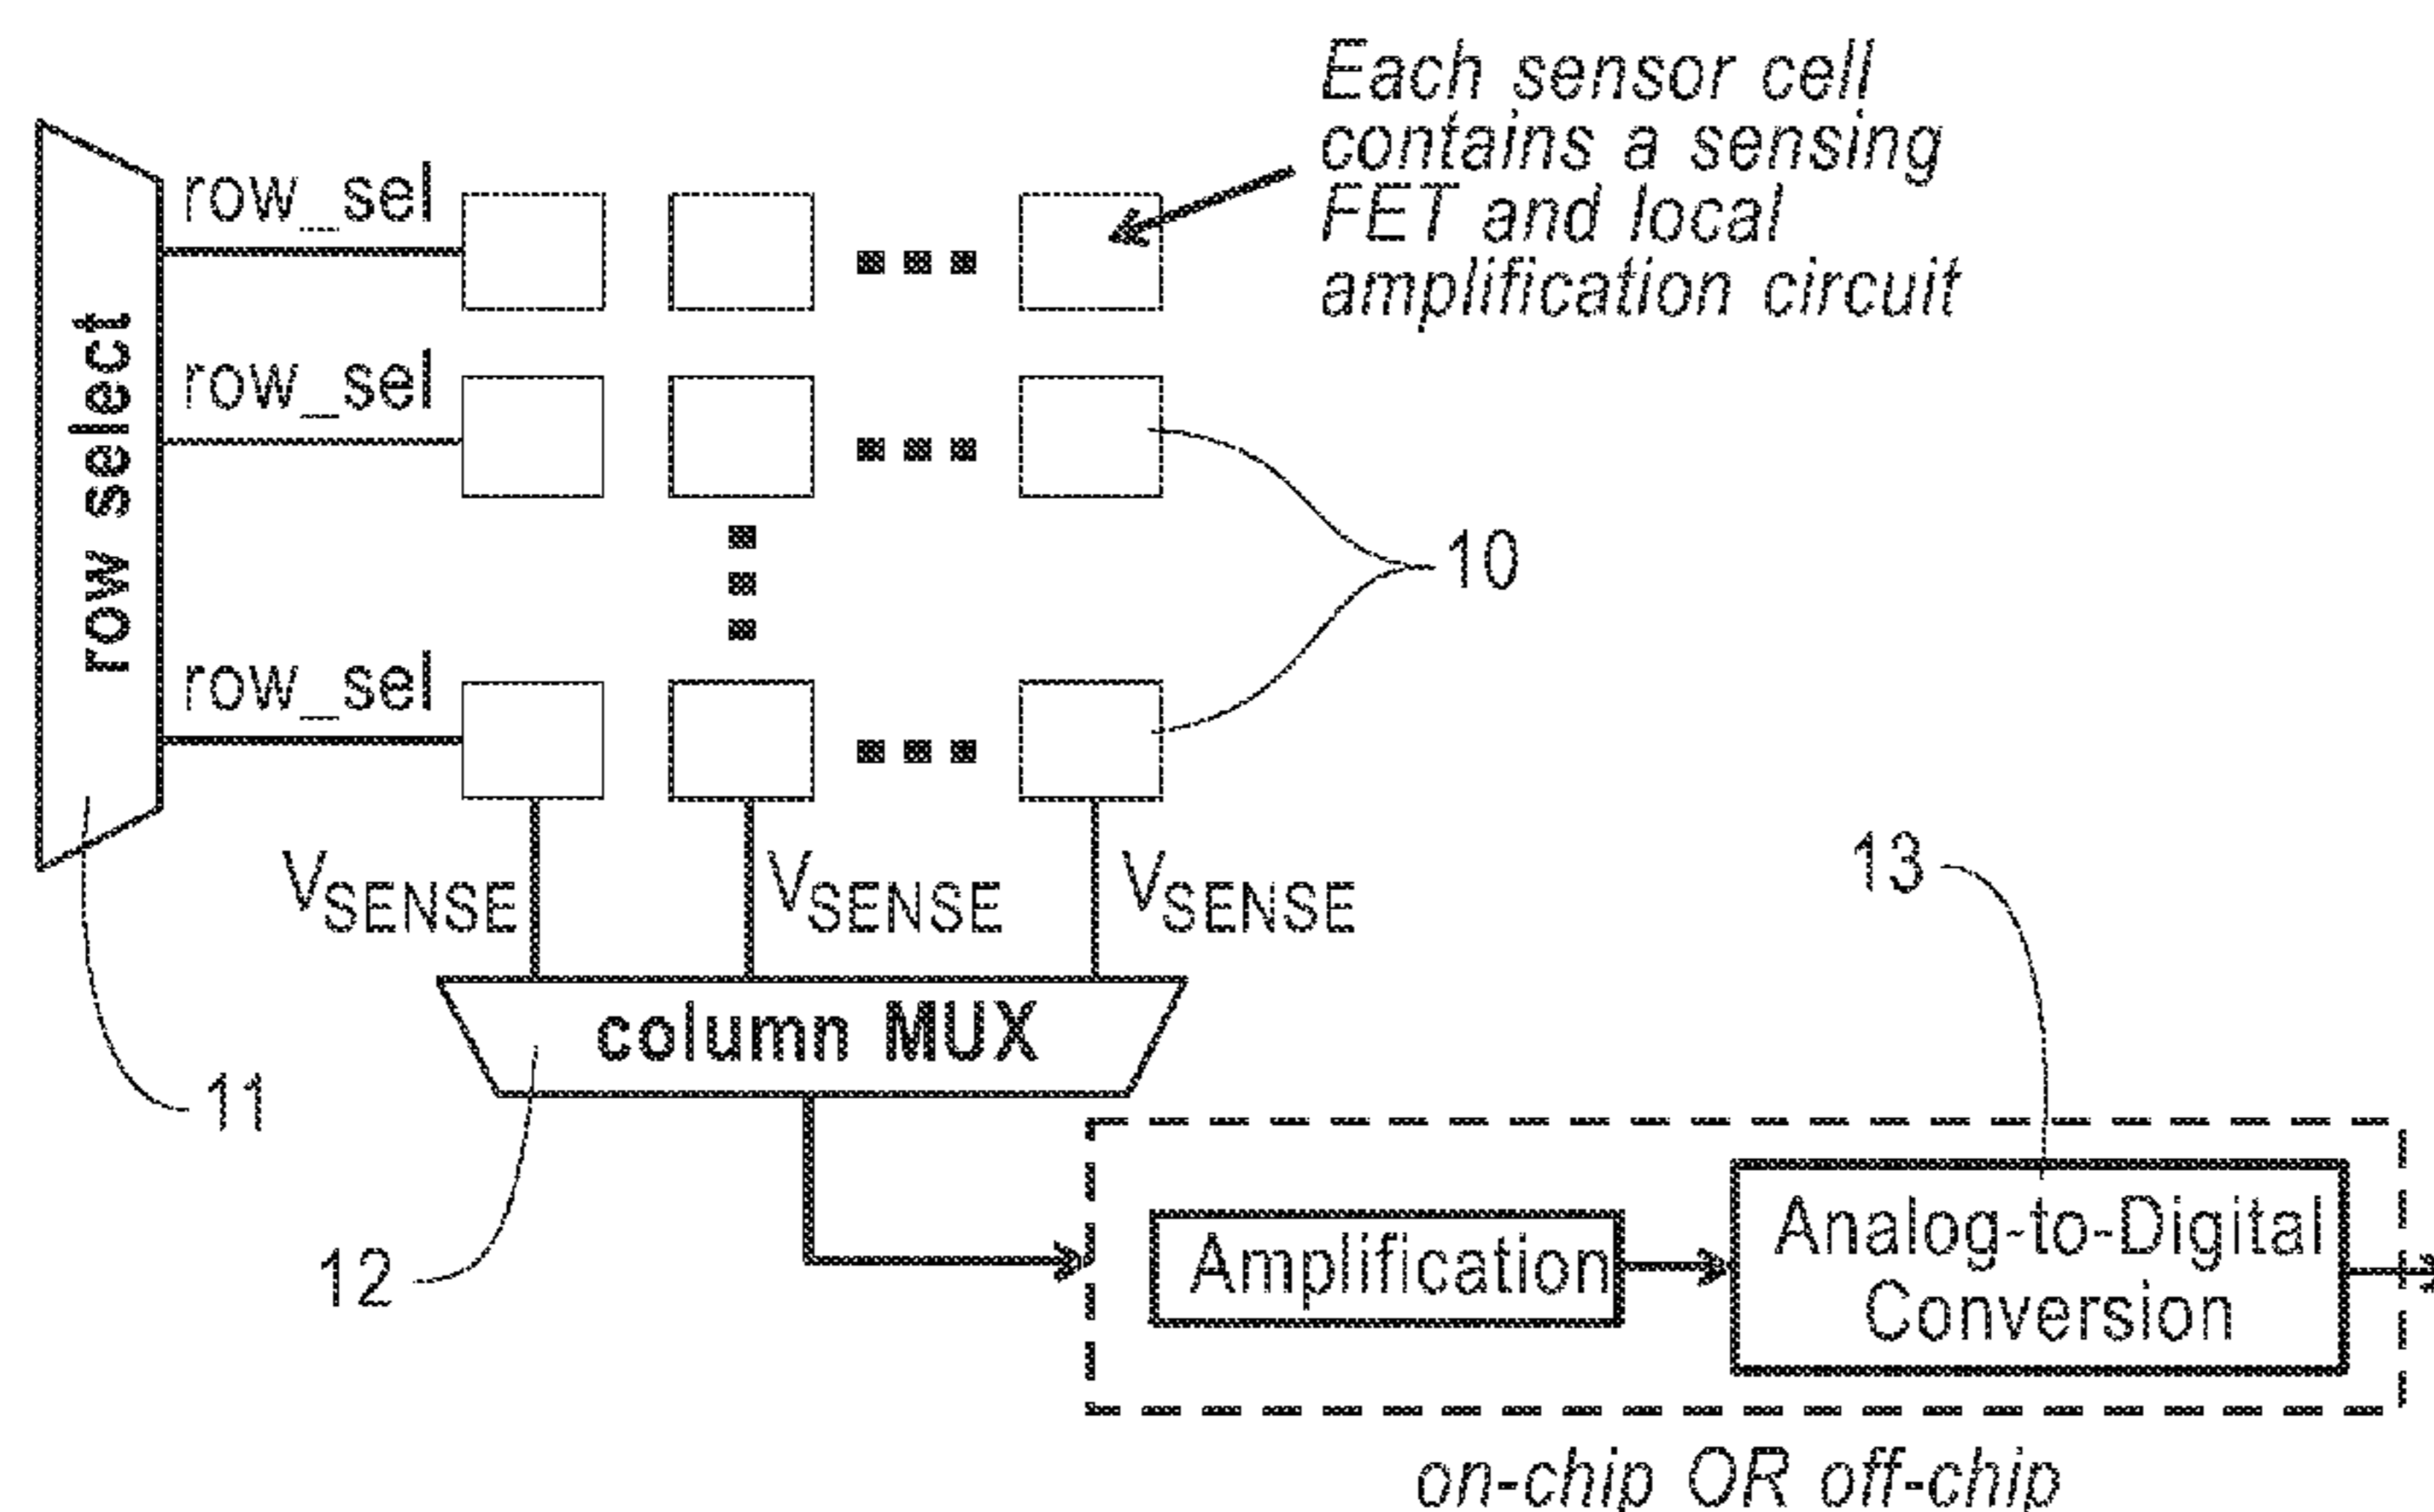 Each sensor cell
contains a sensing
FET and local
amplification circuit
row_sel
row select
row_sel
10
row_sel
VSENSE
VSENSE
VSENSE
13
column MUX
11
12
Amplification
Analog-to-Digital
Conversion
on-chip OR off-chip